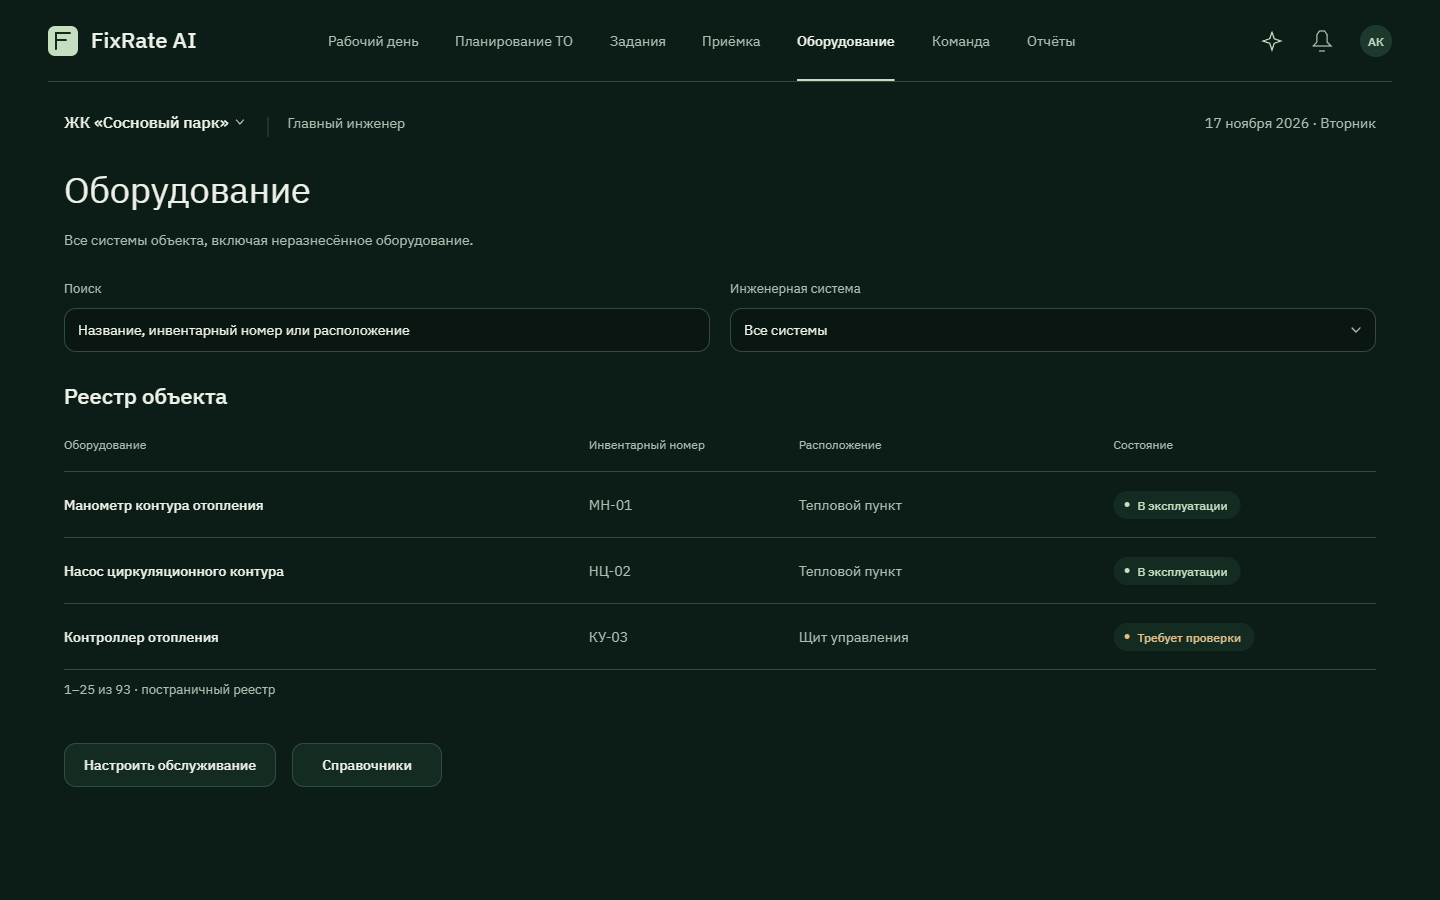 FixRate AI
Рабочий день
Планирование ТО
Задания
Приёмка
Оборудование
Команда
Отчёты
АК
ЖК «Сосновый парк»
Главный инженер
17 ноября 2026 · Вторник
Оборудование
Все системы объекта, включая неразнесённое оборудование.
Поиск
Инженерная система
Название, инвентарный номер или расположение
Все системы
Реестр объекта
Оборудование
Инвентарный номер
Расположение
Состояние
Манометр контура отопления
МН-01
Тепловой пункт
В эксплуатации
Насос циркуляционного контура
НЦ-02
Тепловой пункт
В эксплуатации
Контроллер отопления
КУ-03
Щит управления
Требует проверки
1–25 из 93 · постраничный реестр
Настроить обслуживание
Справочники